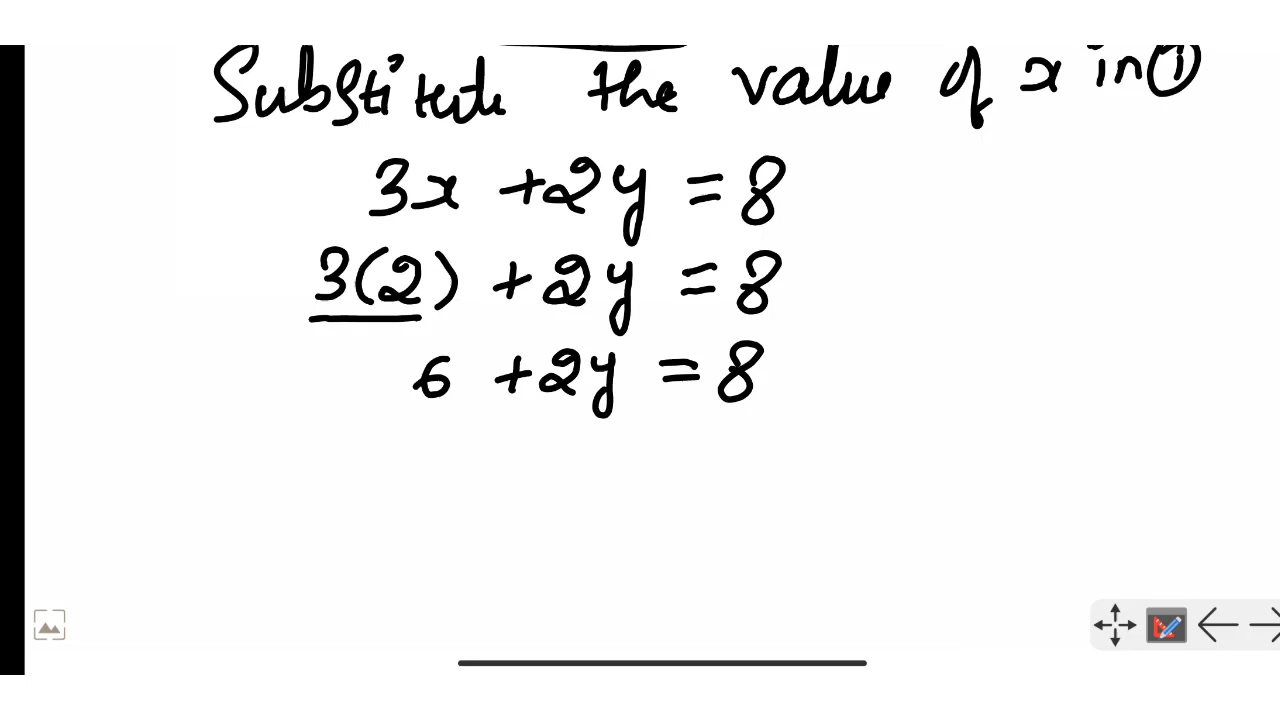 Substitute the value of x in ①
3x + 2y = 8
3(2) + 2y = 8
6 + 2y = 8